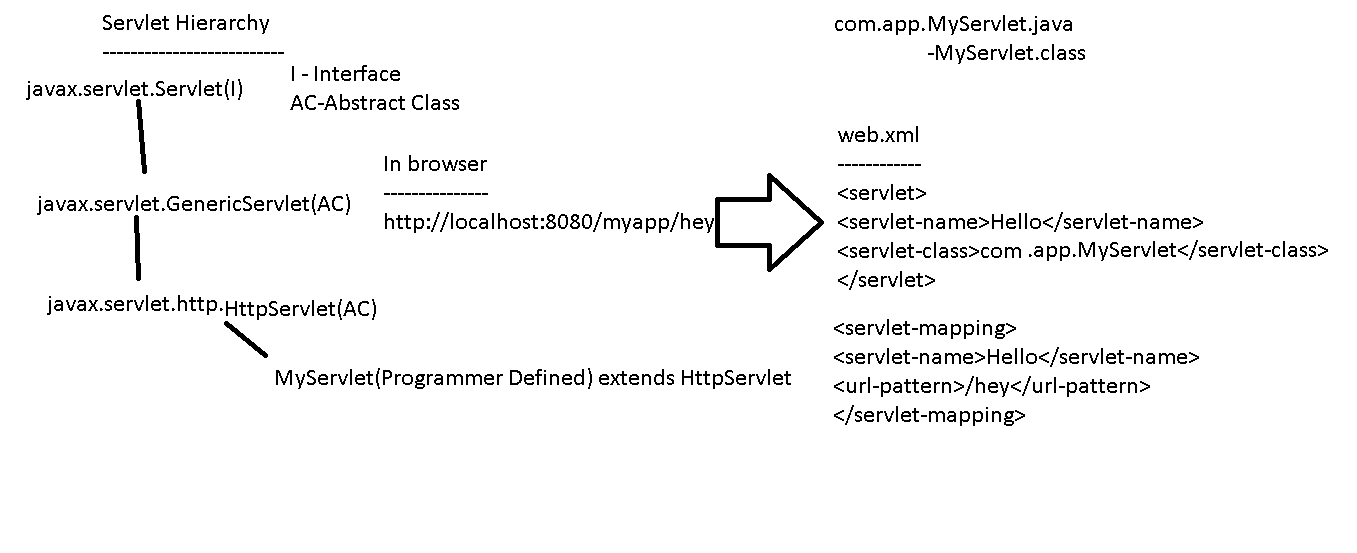 Servlet Hierarchy
--------------------------
javax.servlet.Servlet(I)
I - Interface
AC-Abstract Class
javax.servlet.GenericServlet(AC)
javax.servlet.http.HttpServlet(AC)
MyServlet(Programmer Defined) extends HttpServlet
In browser
---------------
http://localhost:8080/myapp/hey
com.app.MyServlet.java
-MyServlet.class
web.xml
------------
<servlet>
<servlet-name>Hello</servlet-name>
<servlet-class>com .app.MyServlet</servlet-class>
</servlet>
<servlet-mapping>
<servlet-name>Hello</servlet-name>
<url-pattern>/hey</url-pattern>
</servlet-mapping>